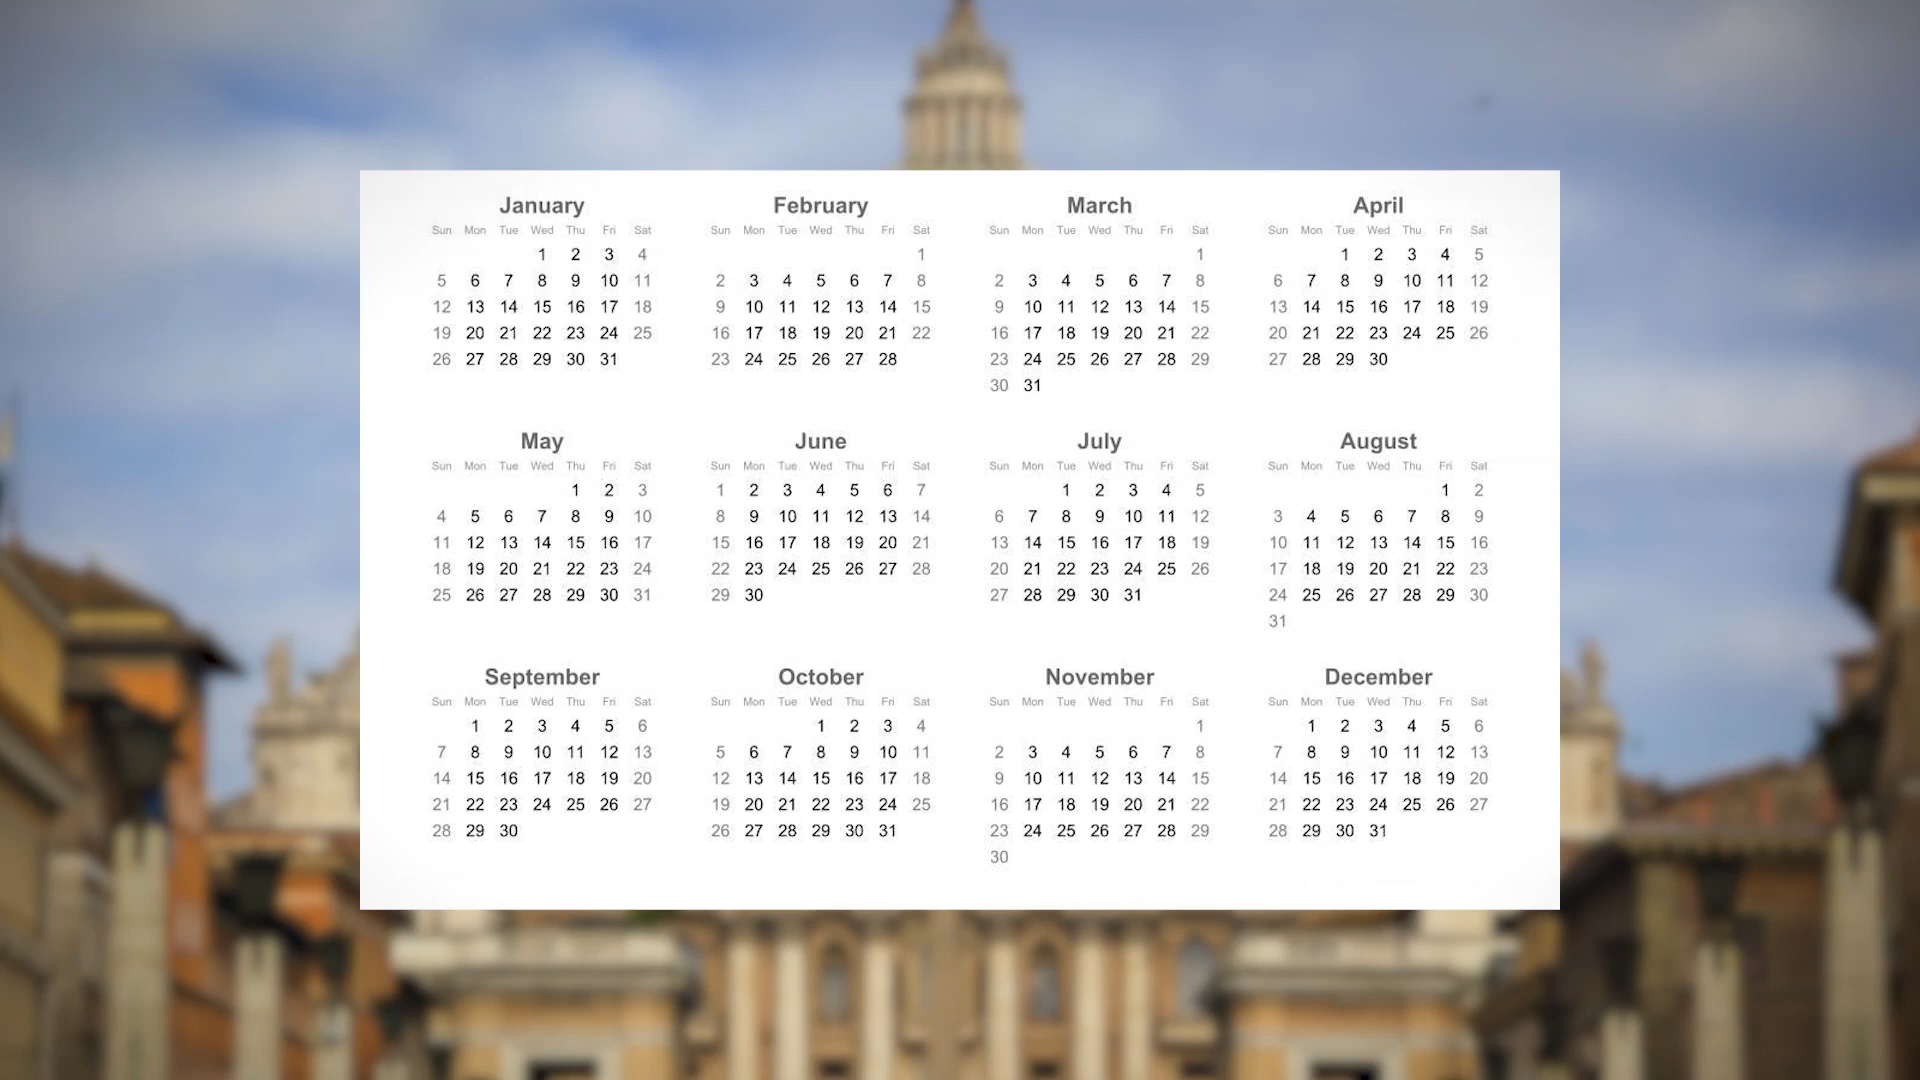 January February March April
Sun Mon Tue Wed Thu Fri Sat Sun Mon Tue Wed Thu Fri Sat Sun Mon Tue Wed Thu Fri Sat Sun Mon Tue Wed Thu Fri Sat
1 2 3 4 1 1 1 2 3 4 5
5 6 7 8 9 10 11 2 3 4 5 6 7 8 2 3 4 5 6 7 8 6 7 8 9 10 11 12
12 13 14 15 16 17 18 9 10 11 12 13 14 15 9 10 11 12 13 14 15 13 14 15 16 17 18 19
19 20 21 22 23 24 25 16 17 18 19 20 21 22 16 17 18 19 20 21 22 20 21 22 23 24 25 26
26 27 28 29 30 31 23 24 25 26 27 28 23 24 25 26 27 28 29 27 28 29 30
30 31
May June July August
Sun Mon Tue Wed Thu Fri Sat Sun Mon Tue Wed Thu Fri Sat Sun Mon Tue Wed Thu Fri Sat Sun Mon Tue Wed Thu Fri Sat
1 2 3 1 2 3 4 5 6 7 1 2 3 4 5 1 2
4 5 6 7 8 9 10 8 9 10 11 12 13 14 6 7 8 9 10 11 12 3 4 5 6 7 8 9
11 12 13 14 15 16 17 15 16 17 18 19 20 21 13 14 15 16 17 18 19 10 11 12 13 14 15 16
18 19 20 21 22 23 24 22 23 24 25 26 27 28 20 21 22 23 24 25 26 17 18 19 20 21 22 23
25 26 27 28 29 30 31 29 30 27 28 29 30 31 24 25 26 27 28 29 30
31
September October November December
Sun Mon Tue Wed Thu Fri Sat Sun Mon Tue Wed Thu Fri Sat Sun Mon Tue Wed Thu Fri Sat Sun Mon Tue Wed Thu Fri Sat
1 2 3 4 5 6 1 2 3 4 1 1 2 3 4 5 6
7 8 9 10 11 12 13 5 6 7 8 9 10 11 2 3 4 5 6 7 8 7 8 9 10 11 12 13
14 15 16 17 18 19 20 12 13 14 15 16 17 18 9 10 11 12 13 14 15 14 15 16 17 18 19 20
21 22 23 24 25 26 27 19 20 21 22 23 24 25 16 17 18 19 20 21 22 21 22 23 24 25 26 27
28 29 30 26 27 28 29 30 31 23 24 25 26 27 28 29 28 29 30 31
30